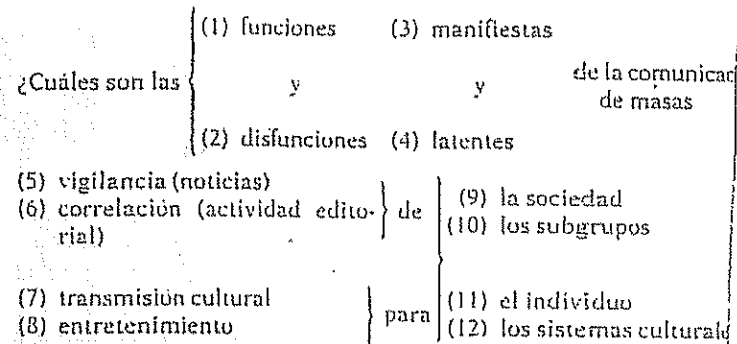 (1) funciones (3) manifiestas
¿Cuáles son las y y de la comunicac
de masas
(2) disfunciones (4) latentes
(5) vigilancia (noticias)
(6) correlación (actividad edito- de (9) la sociedad
rial) (10) los subgrupos
(7) transmisión cultural para (11) el individuo
(8) entretenimiento (12) los sistemas cultural